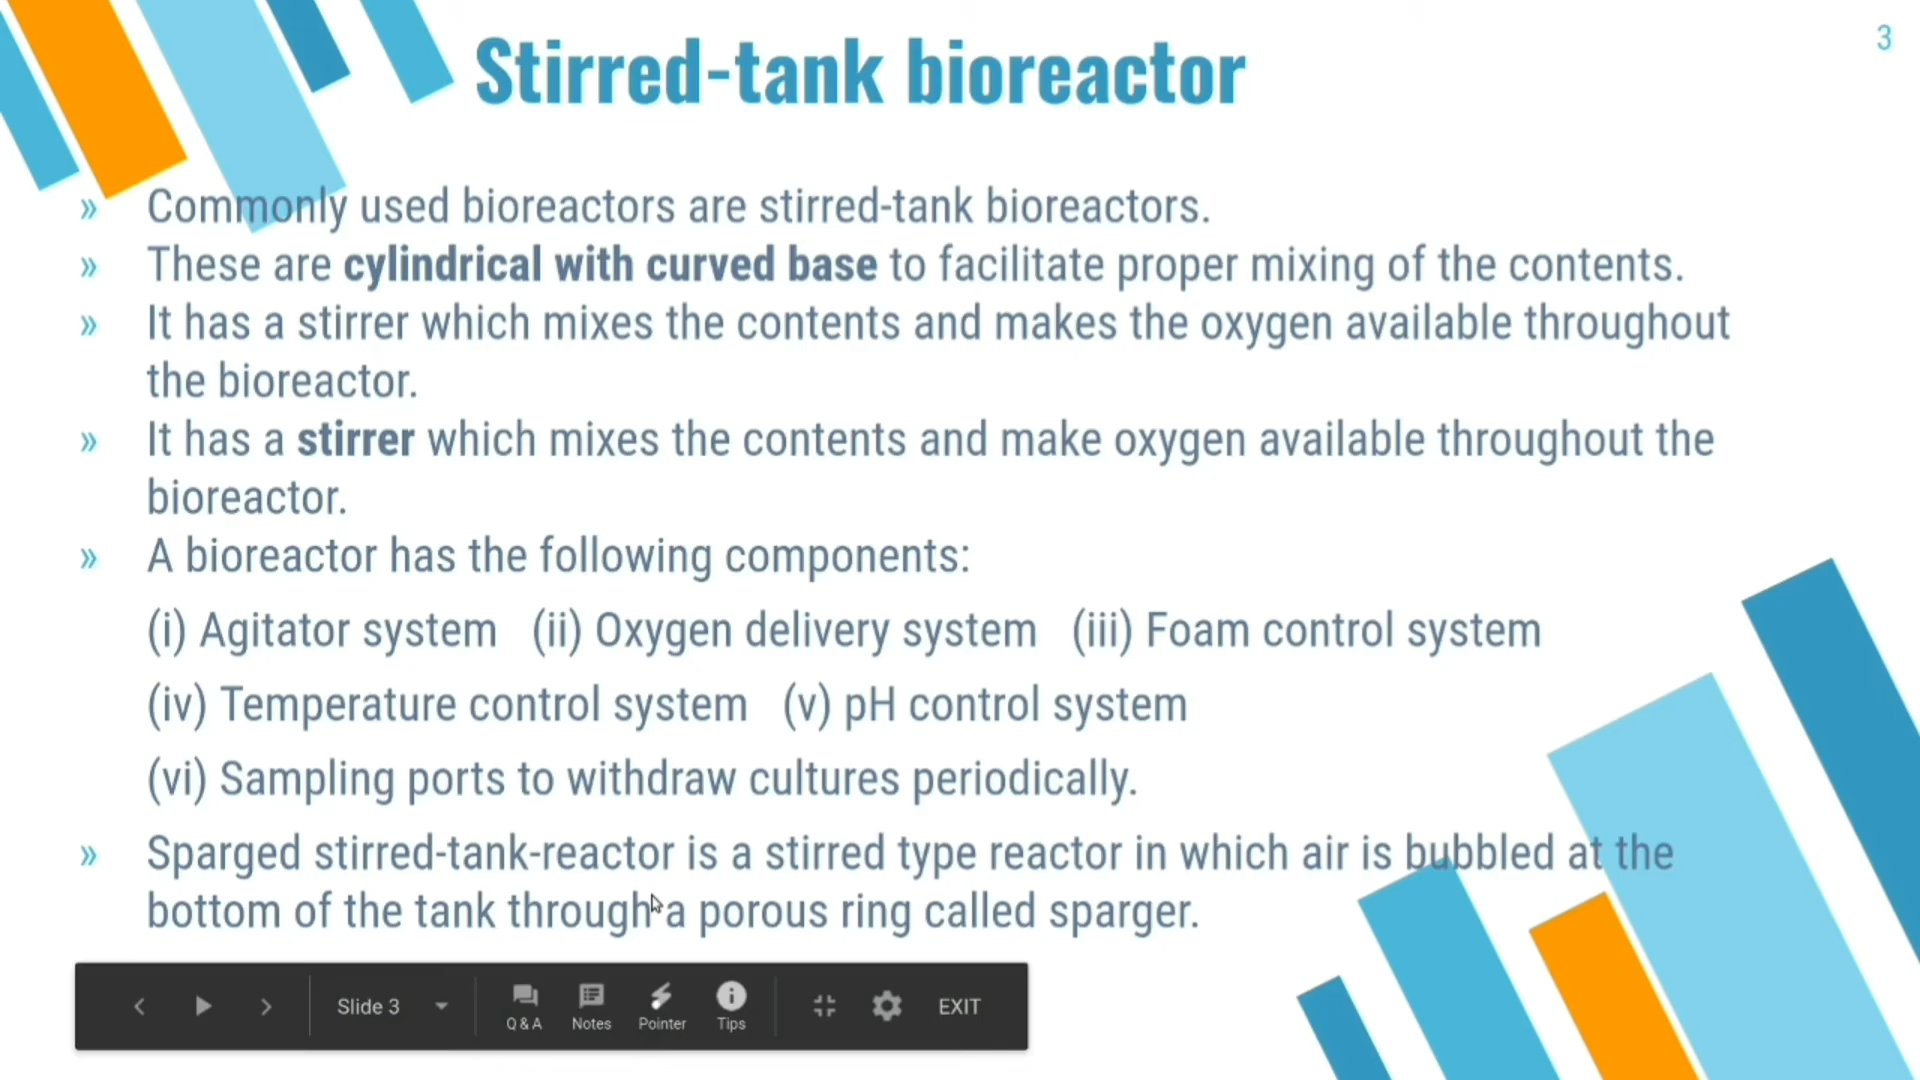 3
Stirred-tank bioreactor
» Commonly used bioreactors are stirred-tank bioreactors.
» These are cylindrical with curved base to facilitate proper mixing of the contents.
» It has a stirrer which mixes the contents and makes the oxygen available throughout
the bioreactor.
» It has a stirrer which mixes the contents and make oxygen available throughout the
bioreactor.
» A bioreactor has the following components:
(i) Agitator system (ii) Oxygen delivery system (iii) Foam control system
(iv) Temperature control system (v) pH control system
(vi) Sampling ports to withdraw cultures periodically.
» Sparged stirred-tank-reactor is a stirred type reactor in which air is bubbled at the
bottom of the tank through a porous ring called sparger.
Slide 3 Q & A Notes Pointer Tips EXIT